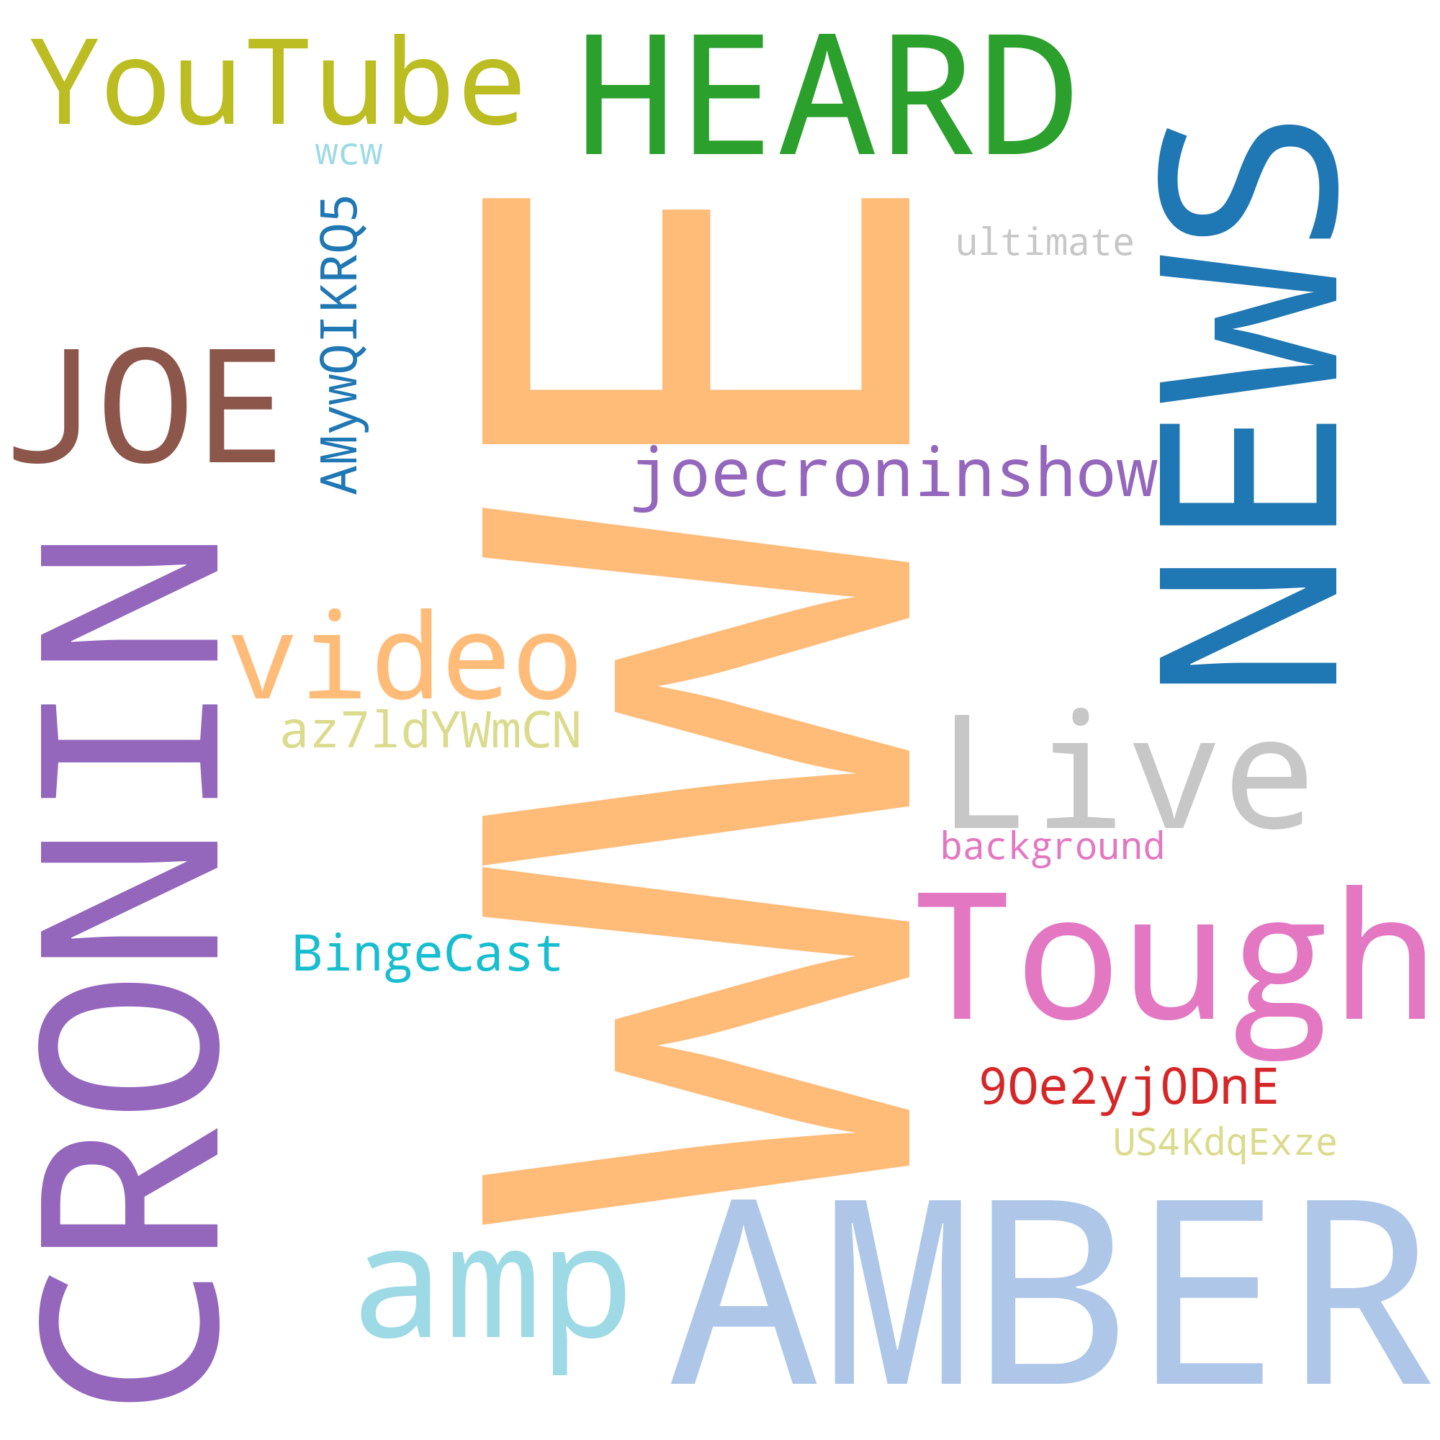 YouTube
HEARD
wcw
NEWS
AMywQIKRQ5
ultimate
WWE
JOE
joecroninshow
CRONIN
video
az7ldYWmCN
Live
background
Tough
BingeCast
9Oe2yj0DnE
US4KdqExze
AMBER
amp